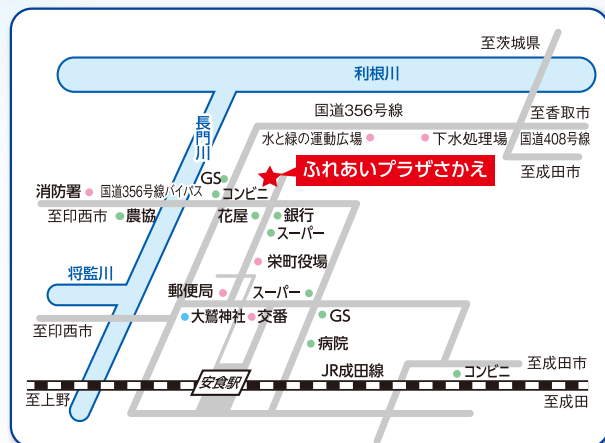 至茨城県
利根川
国道356号線
至香取市
長門川
水と緑の運動広場
下水処理場
国道408号線
ふれあいプラザさかえ
至成田市
GS
消防署
国道356号線バイパス
コンビニ
至印西市
農協
花屋
銀行
スーパー
栄町役場
将監川
郵便局
スーパー
大鷲神社
交番
GS
至印西市
病院
JR成田線
至成田市
コンビニ
安食駅
至上野
至成田